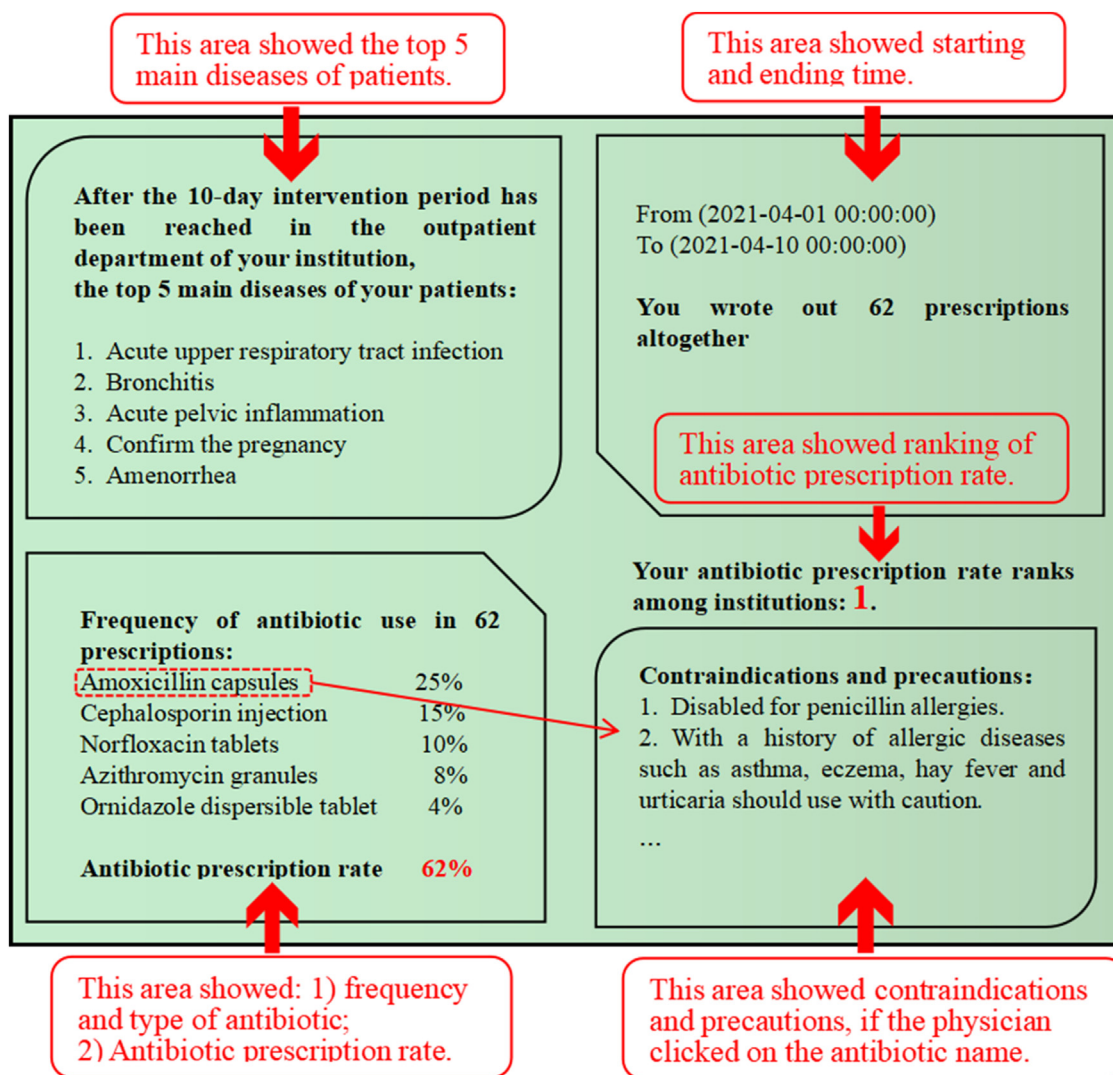 This area showed the top 5
main diseases of patients.
This area showed starting
and ending time.
After the 10-day intervention period has
been reached in the outpatient
department of your institution,
the top 5 main diseases of your patients:
1. Acute upper respiratory tract infection
2. Bronchitis
3. Acute pelvic inflammation
4. Confirm the pregnancy
5. Amenorrhea
From (2021-04-01 00:00:00)
To (2021-04-10 00:00:00)
You wrote out 62 prescriptions
altogether
This area showed ranking of
antibiotic prescription rate.
Your antibiotic prescription rate ranks
among institutions: 1.
Frequency of antibiotic use in 62
prescriptions:
Amoxicillin capsules 25%
Cephalosporin injection 15%
Norfloxacin tablets 10%
Azithromycin granules 8%
Ornidazole dispersible tablet 4%
Antibiotic prescription rate 62%
Contraindications and precautions:
1. Disabled for penicillin allergies.
2. With a history of allergic diseases
such as asthma, eczema, hay fever and
urticaria should use with caution.
...
This area showed: 1) frequency
and type of antibiotic;
2) Antibiotic prescription rate.
This area showed contraindications
and precautions, if the physician
clicked on the antibiotic name.